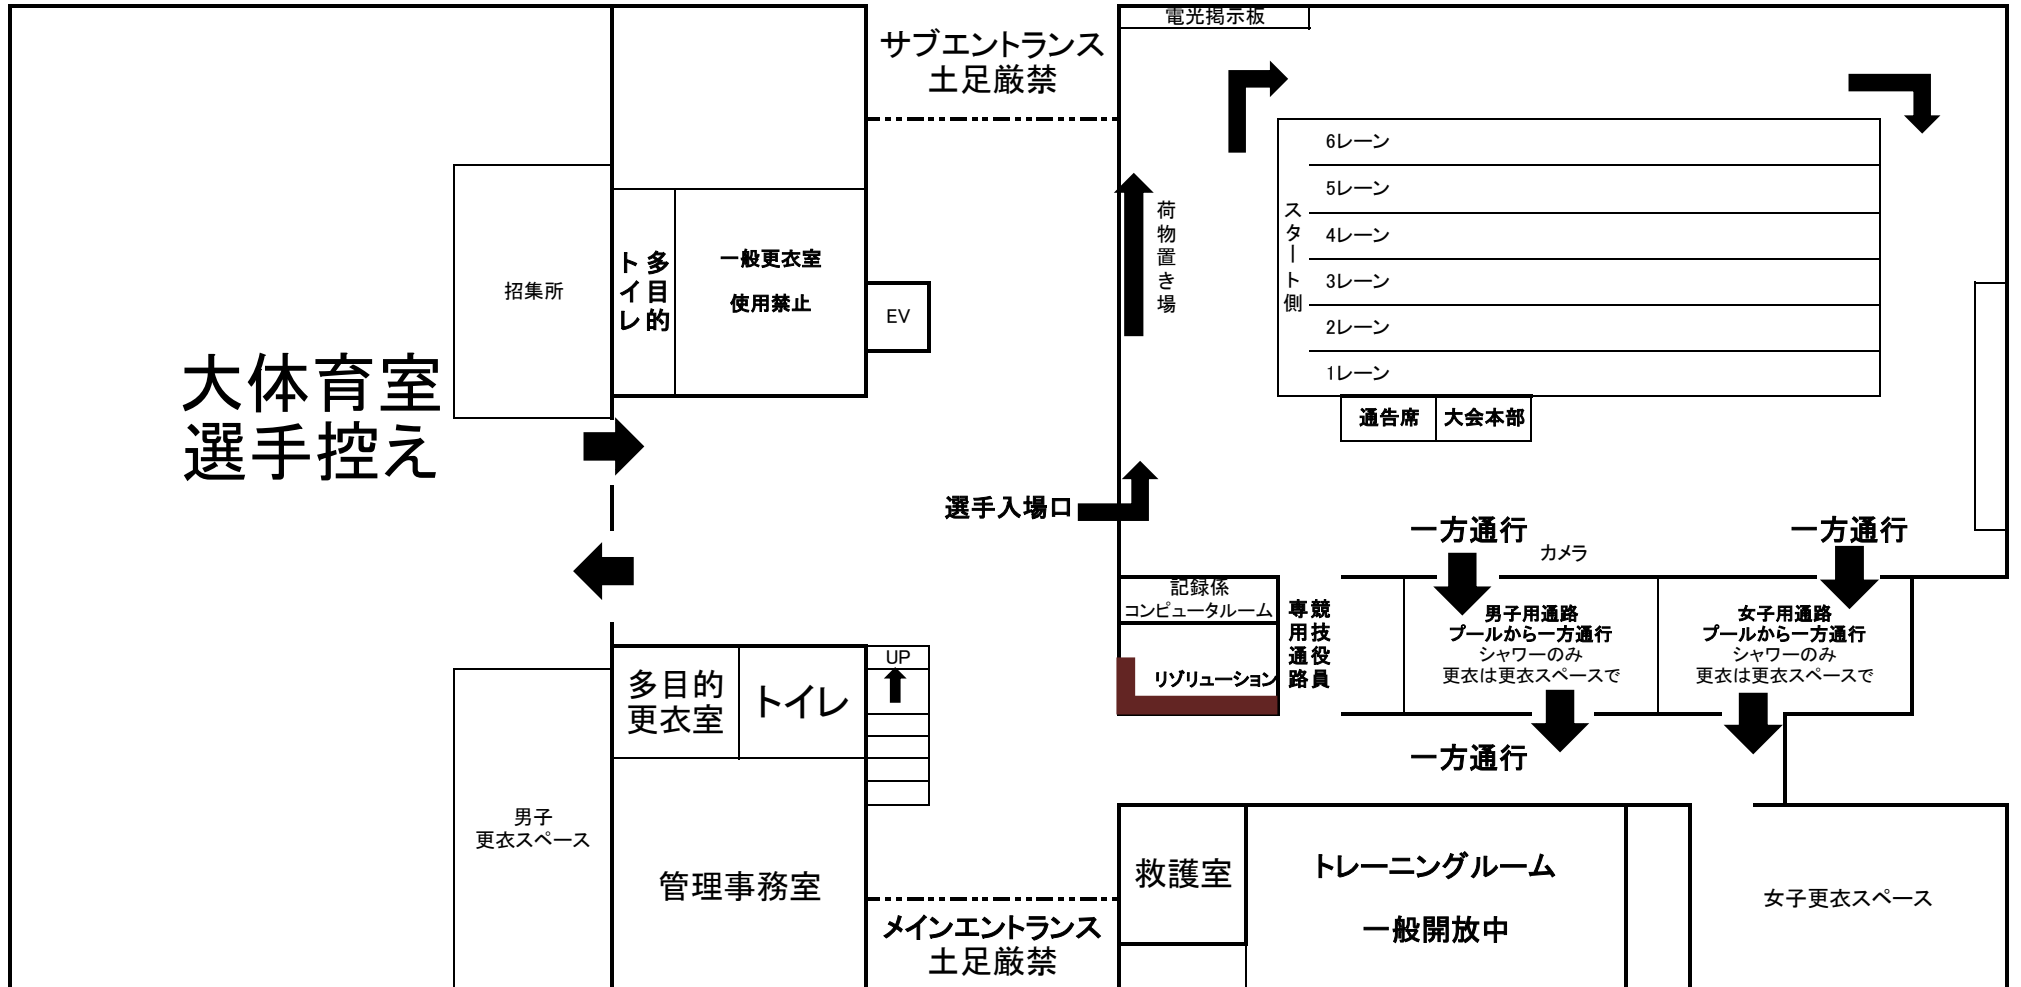 電光掲示板
サブエントランス
土足厳禁
6レーン
5レーン
4レーン
3レーン
2レーン
1レーン
スタート側
荷物置き場
多目的
トイレ
一般更衣室
使用禁止
招集所
EV
大体育室
選手控え
通告席
大会本部
選手入場口
一方通行
一方通行
カメラ
記録係
コンピュータルーム
競技役員
専用通路
男子用通路
プールから一方通行
シャワーのみ
更衣は更衣スペースで
女子用通路
プールから一方通行
シャワーのみ
更衣は更衣スペースで
リゾリューション
UP
多目的
更衣室
トイレ
一方通行
男子
更衣スペース
管理事務室
救護室
トレーニングルーム
一般開放中
女子更衣スペース
メインエントランス
土足厳禁